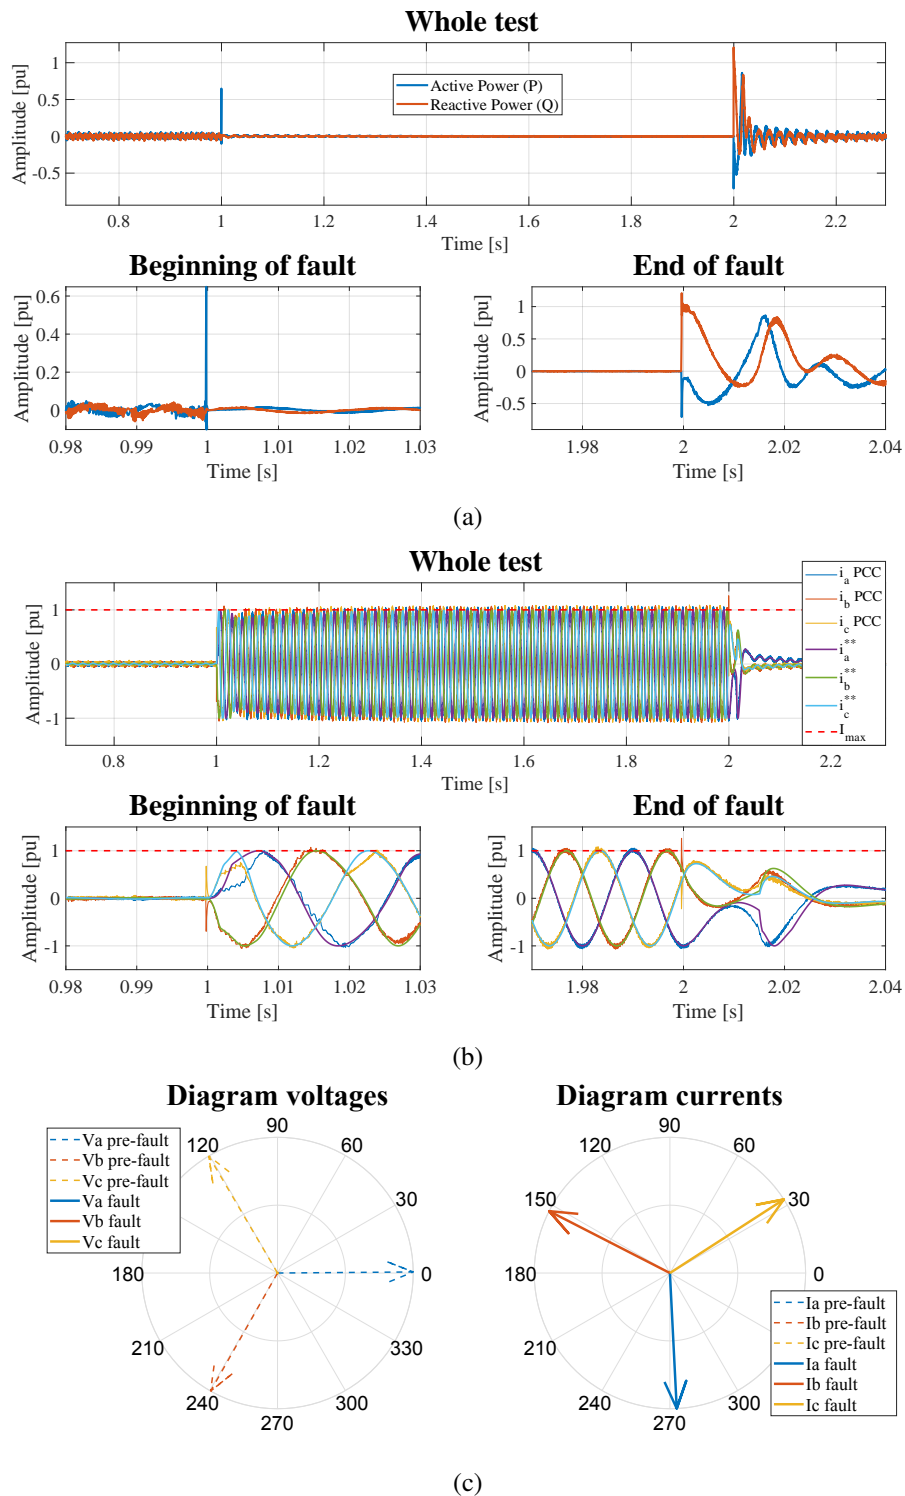 Whole test
Amplitude [pu]
1
0.5
0
-0.5
Active Power (P)
Reactive Power (Q)
0.8
1
1.2
1.4
1.6
1.8
2
2.2
Time [s]
Beginning of fault
Amplitude [pu]
0.6
0.4
0.2
0
0.98
0.99
1
1.01
1.02
1.03
Time [s]
End of fault
Amplitude [pu]
1
0.5
0
-0.5
1.98
2
2.02
2.04
Time [s]
(a)
Whole test
Amplitude [pu]
1
0
-1
i_a PCC
i_b PCC
i_c PCC
i_a^**
i_b^**
i_c^**
I_max
0.8
1
1.2
1.4
1.6
1.8
2
2.2
Time [s]
Beginning of fault
Amplitude [pu]
1
0
-1
0.98
0.99
1
1.01
1.02
1.03
Time [s]
End of fault
Amplitude [pu]
1
0
-1
1.98
2
2.02
2.04
Time [s]
(b)
Diagram voltages
Va pre-fault
Vb pre-fault
Vc pre-fault
Va fault
Vb fault
Vc fault
90
60
30
0
330
300
270
240
210
180
120
Diagram currents
90
60
30
0
300
270
240
210
180
150
120
Ia pre-fault
Ib pre-fault
Ic pre-fault
Ia fault
Ib fault
Ic fault
(c)